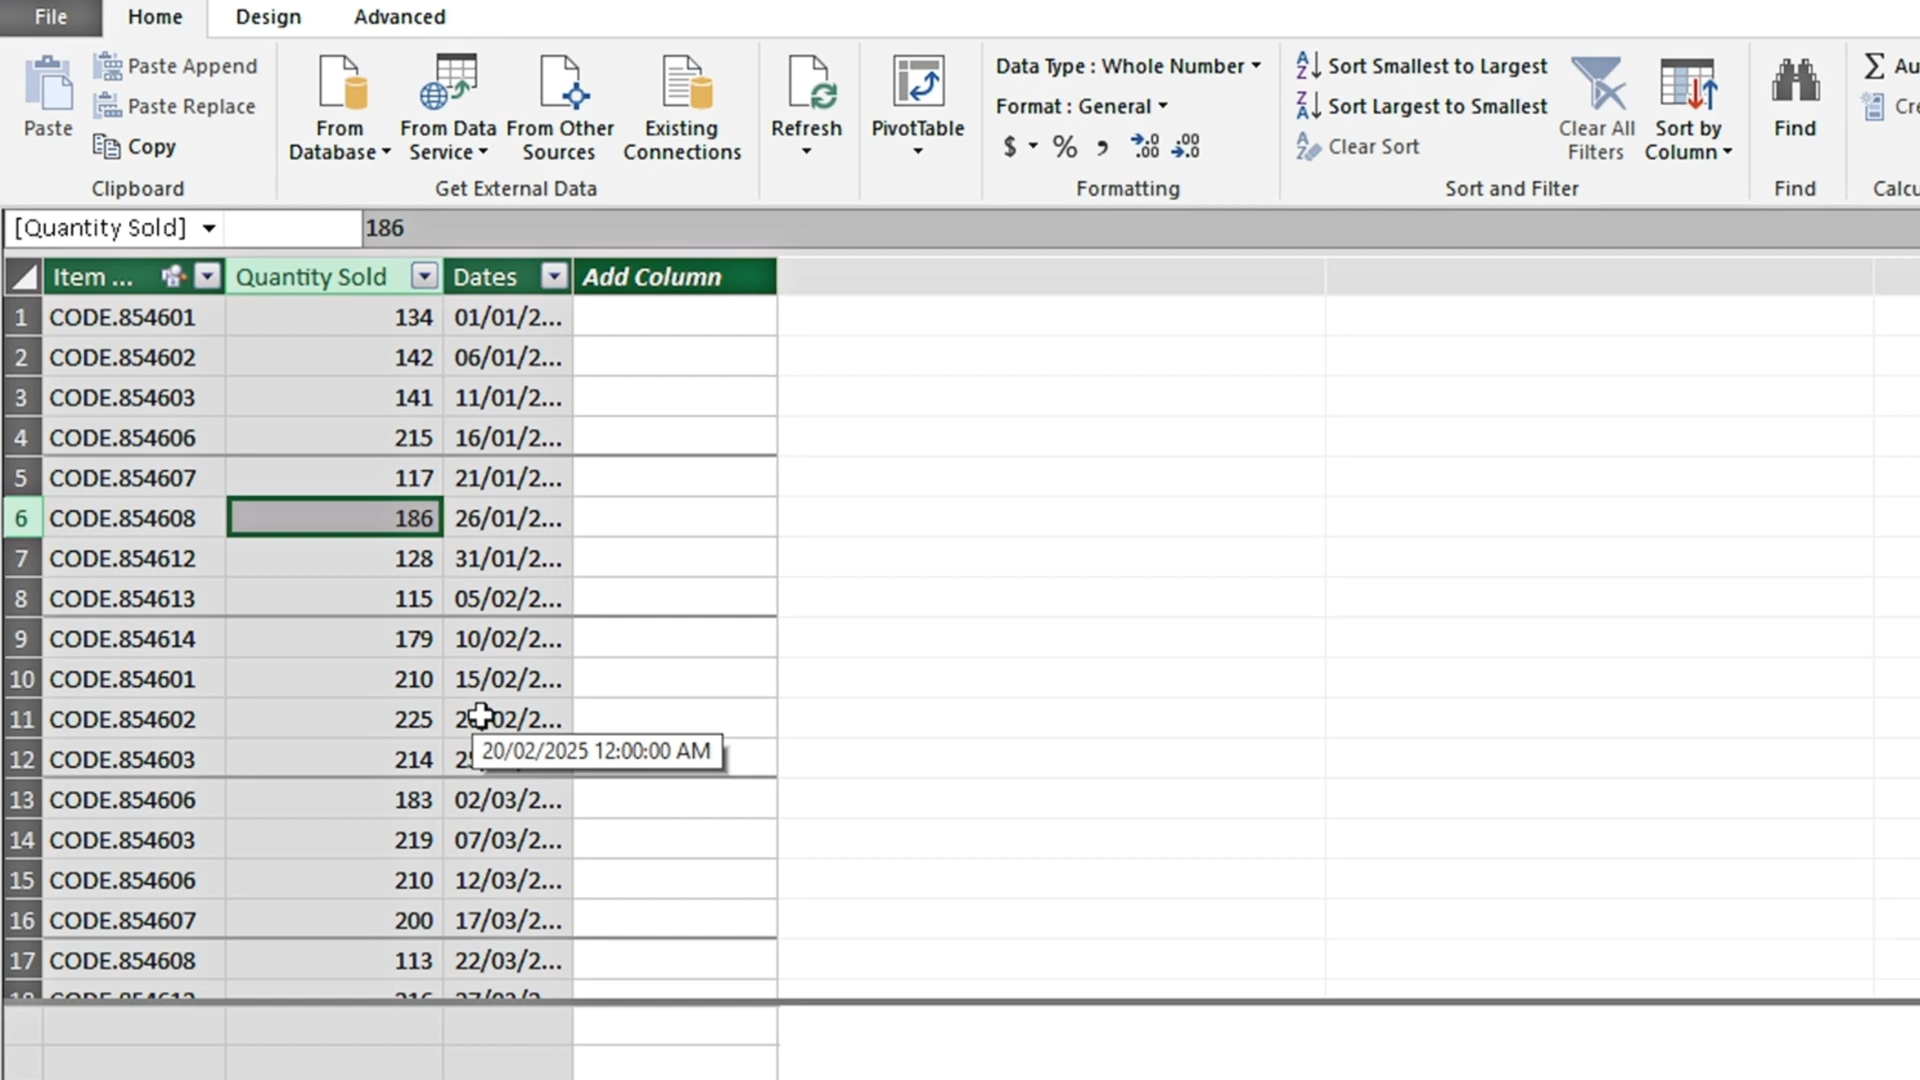 File Home Design Advanced
Paste
Paste Append
Paste Replace
Copy
Clipboard
From Database
From Data Service
From Other Sources
Existing Connections
Get External Data
Refresh
PivotTable
Data Type : Whole Number
Format : General
$ % , .00 .00
Formatting
Sort Smallest to Largest
Sort Largest to Smallest
Clear Sort
Clear All Filters
Sort by Column
Sort and Filter
Find
Find
Σ Au
Cre
Calcu
[Quantity Sold] 186
Item ... Quantity Sold Dates Add Column
1 CODE.854601 134 01/01/2...
2 CODE.854602 142 06/01/2...
3 CODE.854603 141 11/01/2...
4 CODE.854606 215 16/01/2...
5 CODE.854607 117 21/01/2...
6 CODE.854608 186 26/01/2...
7 CODE.854612 128 31/01/2...
8 CODE.854613 115 05/02/2...
9 CODE.854614 179 10/02/2...
10 CODE.854601 210 15/02/2...
11 CODE.854602 225
20/02/2025 12:00:00 AM
12 CODE.854603 214
13 CODE.854606 183 02/03/2...
14 CODE.854603 219 07/03/2...
15 CODE.854606 210 12/03/2...
16 CODE.854607 200 17/03/2...
17 CODE.854608 113 22/03/2...